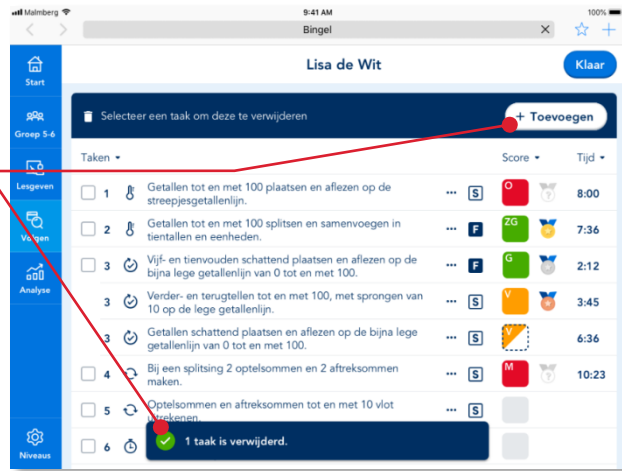 Malmberg 9:41 AM 100%
Bingel
Lisa de Wit
Klaar
Start
Groep 5-6
Lesgeven
Volgen
Analyse
Niveaus
Selecteer een taak om deze te verwijderen
+ Toevoegen
Taken Score Tijd
1 Getallen tot en met 100 plaatsen en aflezen op de
streepjesgetallenlijn. ... S O ? 8:00
2 Getallen tot en met 100 splitsen en samenvoegen in
tientallen en eenheden. ... F ZG 7:36
3 Vijf- en tienvouden schattend plaatsen en aflezen op de
bijna lege getallenlijn van 0 tot en met 100. ... F G 2:12
3 Verder- en terugtellen tot en met 100, met sprongen van
10 op de lege getallenlijn. ... S V 3:45
3 Getallen schattend plaatsen en aflezen op de bijna lege
getallenlijn van 0 tot en met 100. ... S V 6:36
4 Bij een splitsing 2 optelsommen en 2 aftreksommen
maken. ... S M ? 10:23
5 Optelsommen en aftreksommen tot en met 10 vlot
uitrekenen. ... S
6
1 taak is verwijderd.